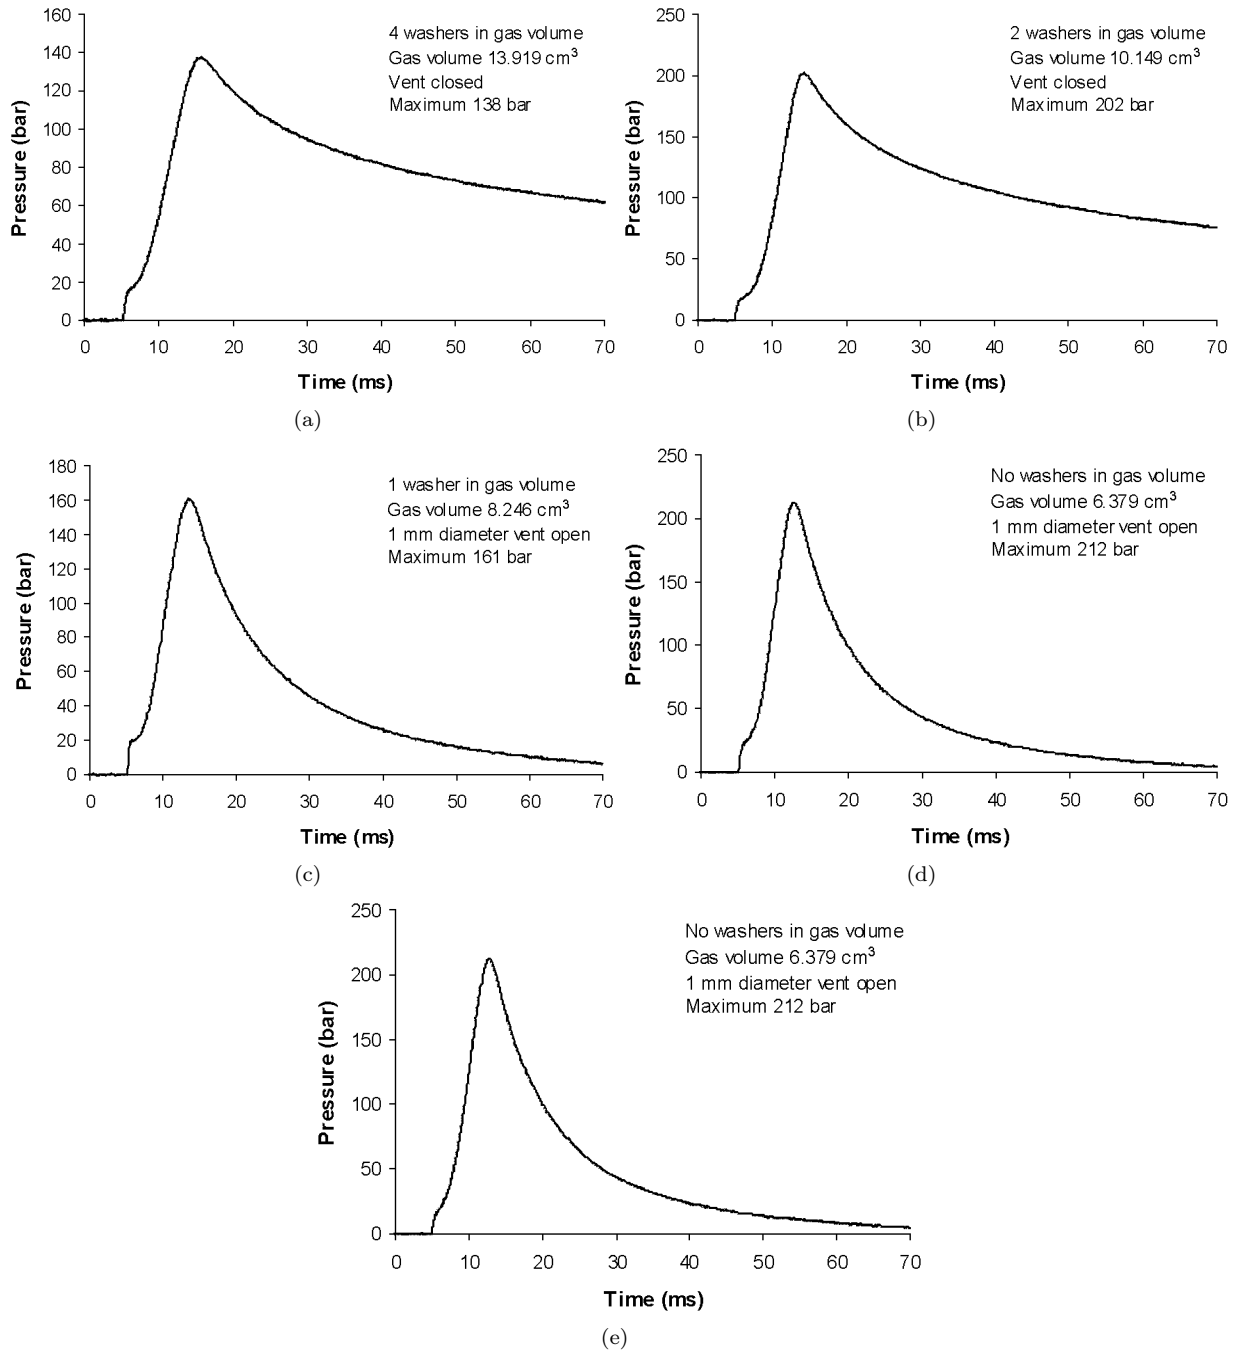 160
140
120
100
80
60
40
20
0
Pressure (bar)
4 washers in gas volume
Gas volume 13.919 cm³
Vent closed
Maximum 138 bar
0 10 20 30 40 50 60 70
Time (ms)
(a)
250
200
150
100
50
0
Pressure (bar)
2 washers in gas volume
Gas volume 10.149 cm³
Vent closed
Maximum 202 bar
0 10 20 30 40 50 60 70
Time (ms)
(b)
180
160
140
120
100
80
60
40
20
0
Pressure (bar)
1 washer in gas volume
Gas volume 8.246 cm³
1 mm diameter vent open
Maximum 161 bar
0 10 20 30 40 50 60 70
Time (ms)
(c)
250
200
150
100
50
0
Pressure (bar)
No washers in gas volume
Gas volume 6.379 cm³
1 mm diameter vent open
Maximum 212 bar
0 10 20 30 40 50 60 70
Time (ms)
(d)
250
200
150
100
50
0
Pressure (bar)
No washers in gas volume
Gas volume 6.379 cm³
1 mm diameter vent open
Maximum 212 bar
0 10 20 30 40 50 60 70
Time (ms)
(e)